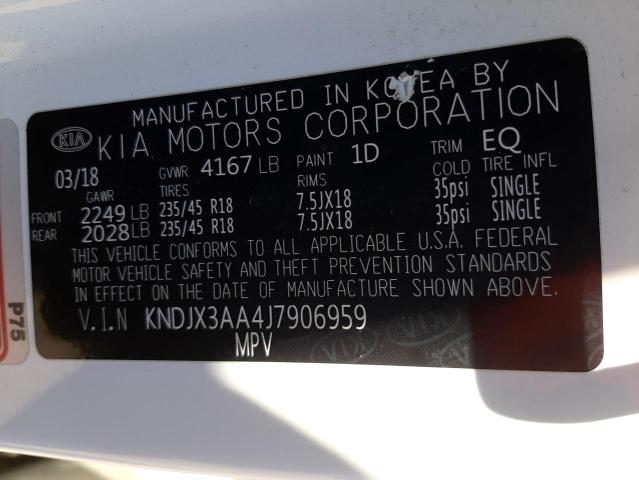 MANUFACTURED IN KOREA BY
KIA KIA MOTORS CORPORATION
03/18 GVWR 4167 LB PAINT 1D TRIM EQ
GAWR TIRES RIMS COLD TIRE INFL
FRONT 2249 LB 235/45 R18 7.5JX18 35psi SINGLE
REAR 2028 LB 235/45 R18 7.5JX18 35psi SINGLE
THIS VEHICLE CONFORMS TO ALL APPLICABLE U.S.A. FEDERAL
MOTOR VEHICLE SAFETY AND THEFT PREVENTION STANDARDS
IN EFFECT ON THE DATE OF MANUFACTURE SHOWN ABOVE.
V.I.N KNDJX3AA4J7906959
MPV
KIA
P75